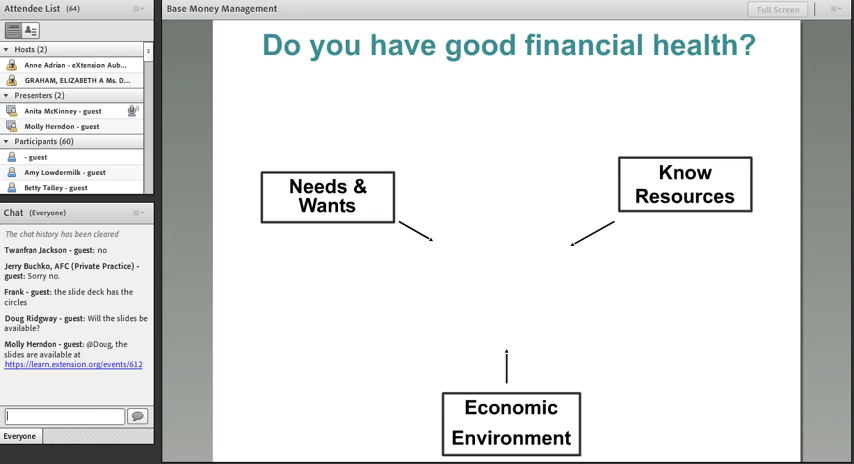 Attendee List (64)
Hosts (2)
Anne Adrian - eXtension Aub...
GRAHAM, ELIZABETH A Ms. D...
Presenters (2)
Anita McKinney - guest
Molly Herndon - guest
Participants (60)
- guest
Amy Lowdermilk - guest
Betty Talley - guest
Chat (Everyone)
The chat history has been cleared
Twanfran Jackson - guest: no
Jerry Buchko, AFC (Private Practice) -
guest: Sorry no.
Frank - guest: the slide deck has the
circles
Doug Ridgway - guest: Will the slides be
available?
Molly Herndon - guest: @Doug, the
slides are available at
https://learn.extension.org/events/612
Everyone
Base Money Management
Full Screen
Do you have good financial health?
Needs &
Wants
Know
Resources
Economic
Environment